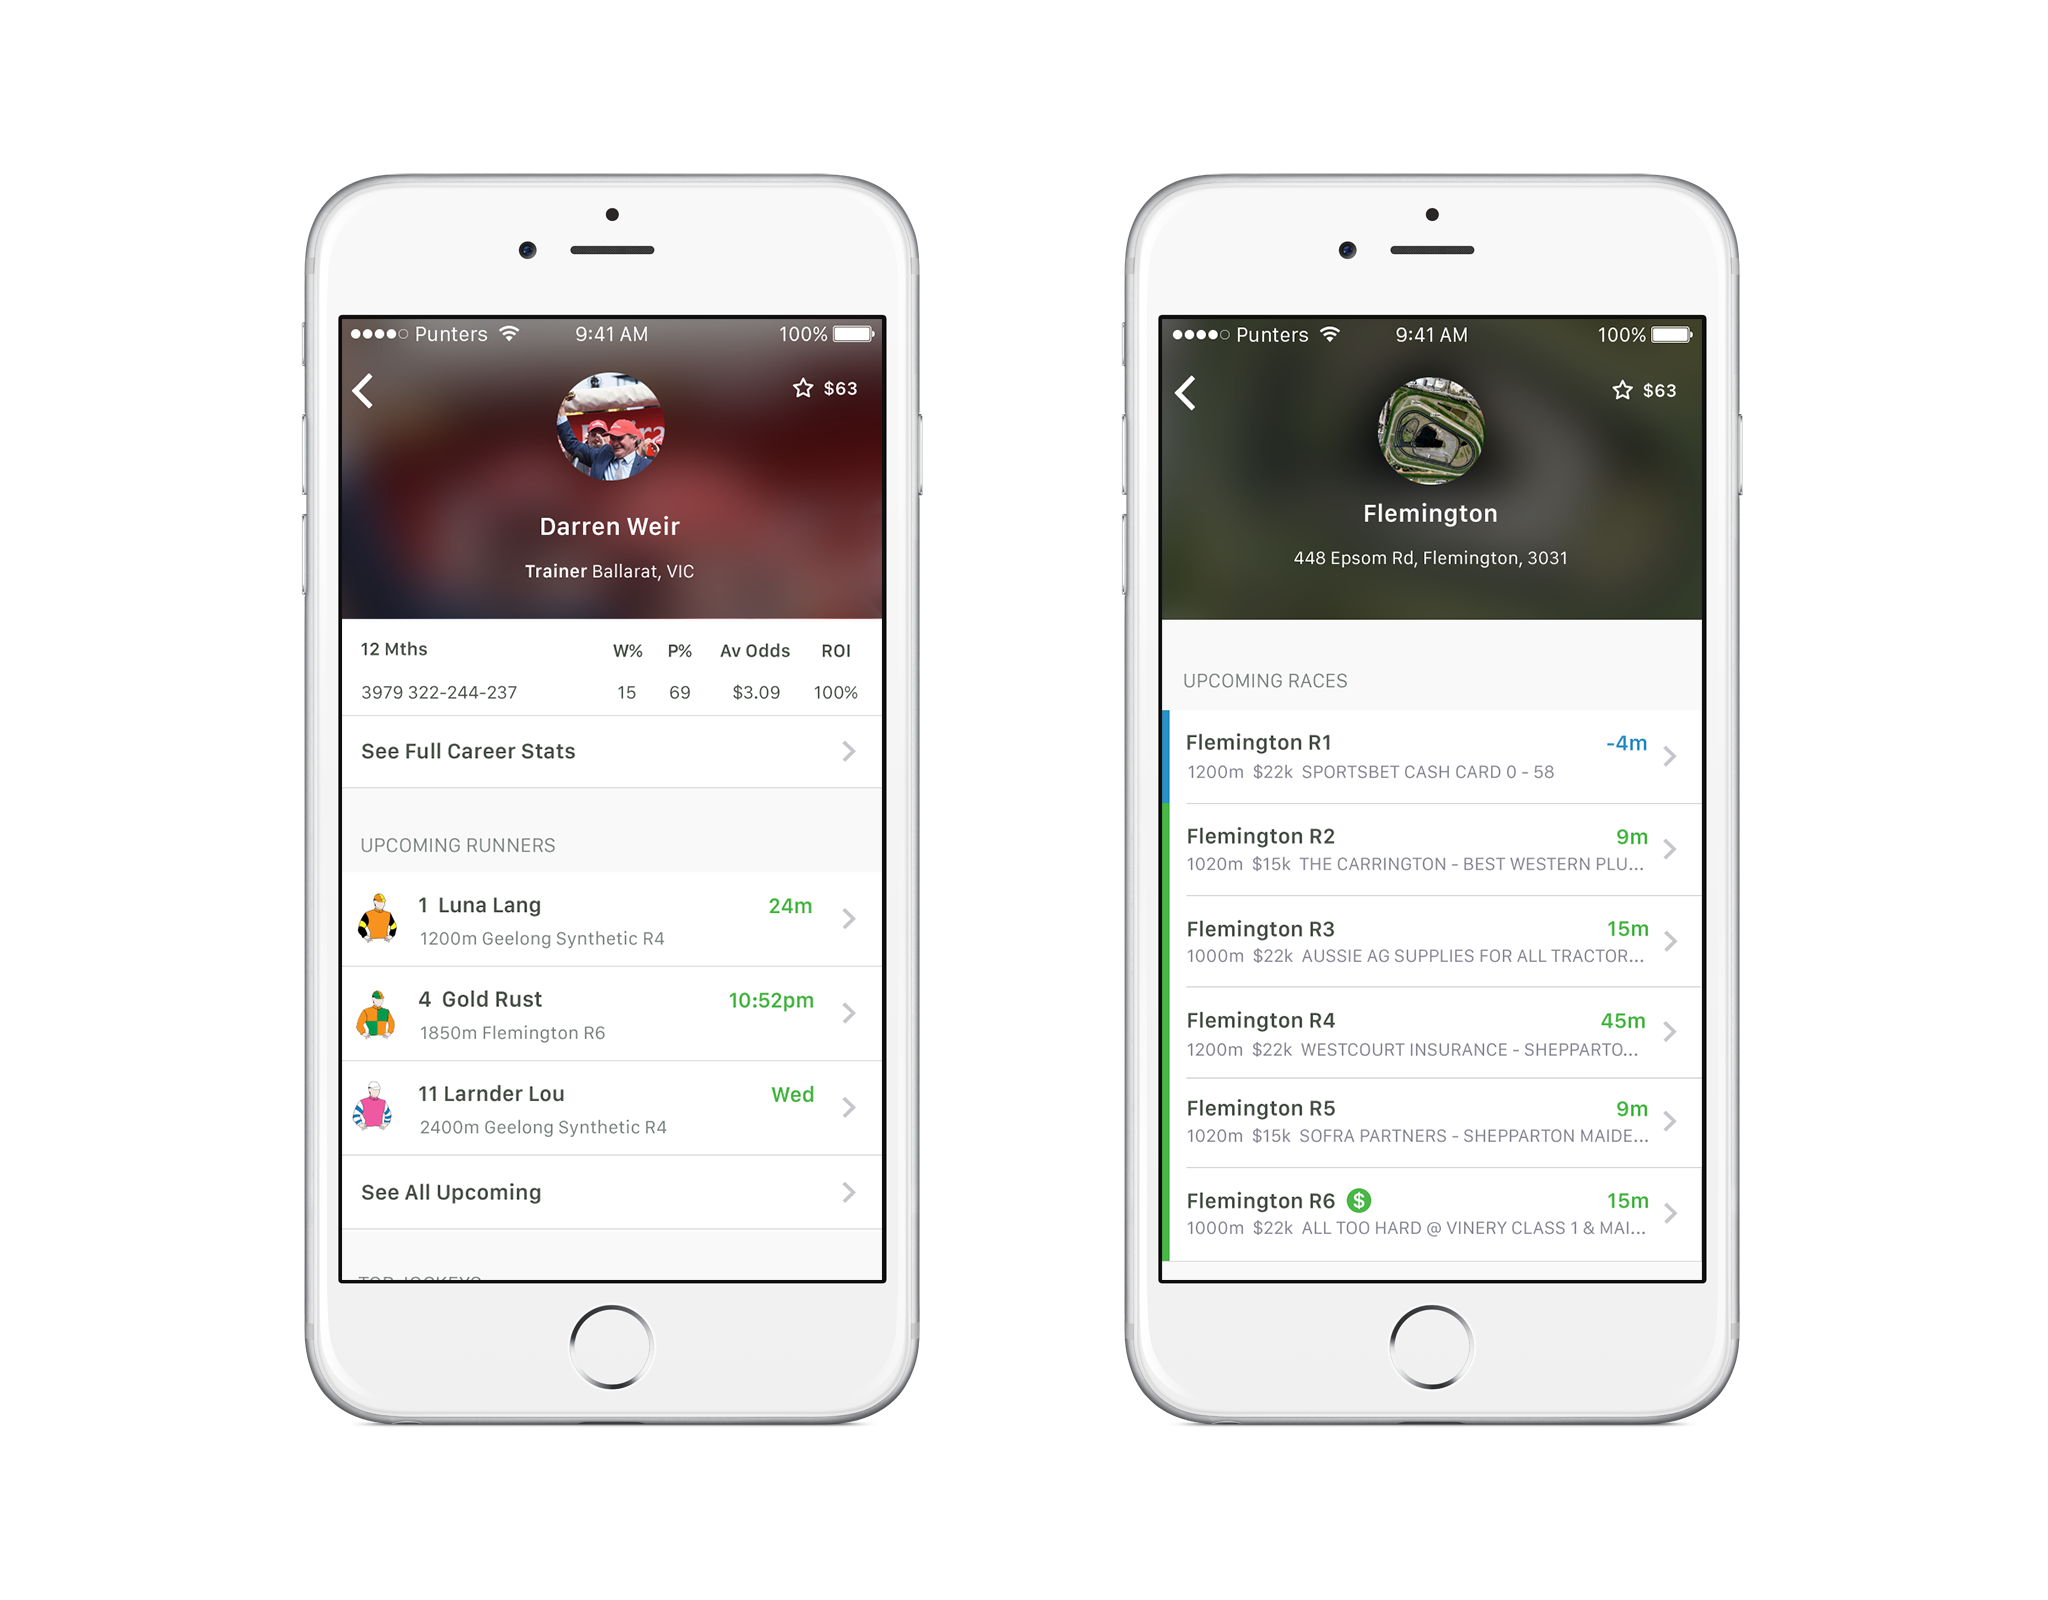 Punters 9:41 AM 100%
$63
Darren Weir
Trainer Ballarat, VIC
12 Mths W% P% Av Odds ROI
3979 322-244-237 15 69 $3.09 100%
See Full Career Stats
UPCOMING RUNNERS
1 Luna Lang 24m
1200m Geelong Synthetic R4
4 Gold Rust 10:52pm
1850m Flemington R6
11 Larnder Lou Wed
2400m Geelong Synthetic R4
See All Upcoming
TOP JOCKEYS
Punters 9:41 AM 100%
$63
Flemington
448 Epsom Rd, Flemington, 3031
UPCOMING RACES
Flemington R1 -4m
1200m $22k SPORTSBET CASH CARD 0 - 58
Flemington R2 9m
1020m $15k THE CARRINGTON - BEST WESTERN PLU...
Flemington R3 15m
1000m $22k AUSSIE AG SUPPLIES FOR ALL TRACTOR...
Flemington R4 45m
1200m $22k WESTCOURT INSURANCE - SHEPPARTO...
Flemington R5 9m
1020m $15k SOFRA PARTNERS - SHEPPARTON MAIDE...
Flemington R6 $ 15m
1000m $22k ALL TOO HARD @ VINERY CLASS 1 & MAI...